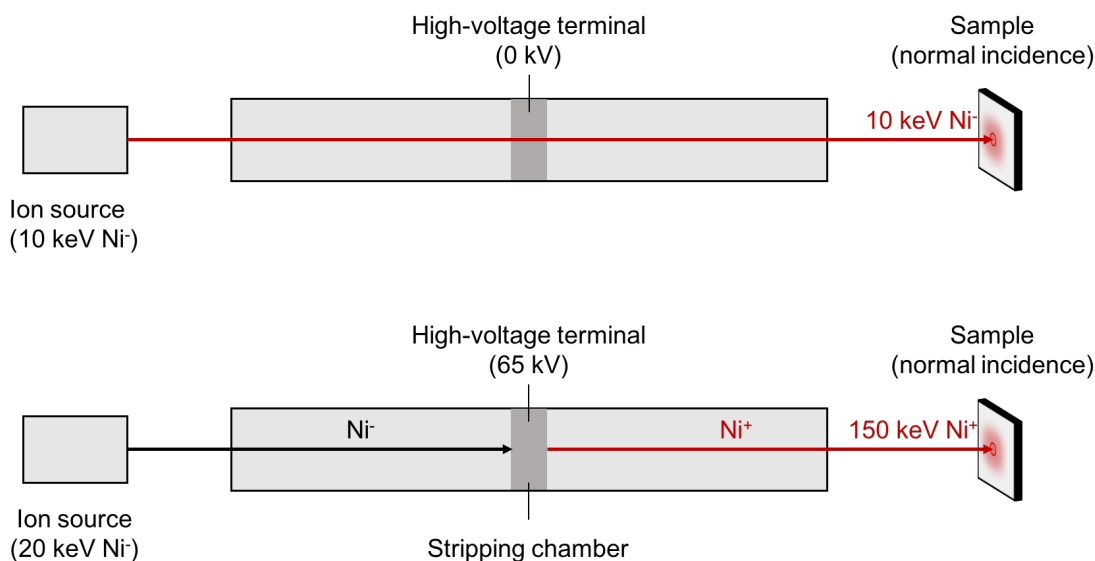 High-voltage terminal
(0 kV)
Sample
(normal incidence)
10 keV Ni⁻
Ion source
(10 keV Ni⁻)
High-voltage terminal
(65 kV)
Sample
(normal incidence)
Ni⁻
Ni⁺
150 keV Ni⁺
Ion source
(20 keV Ni⁻)
Stripping chamber